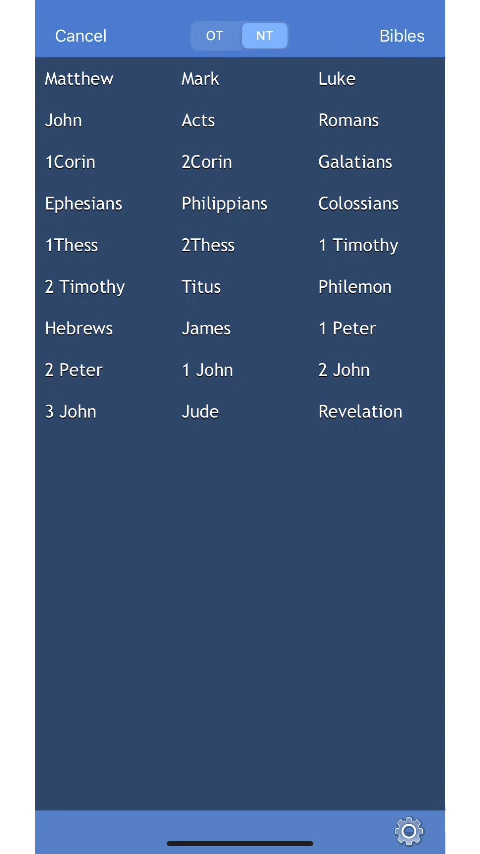 Cancel OT NT Bibles
Matthew Mark Luke
John Acts Romans
1Corin 2Corin Galatians
Ephesians Philippians Colossians
1Thess 2Thess 1 Timothy
2 Timothy Titus Philemon
Hebrews James 1 Peter
2 Peter 1 John 2 John
3 John Jude Revelation